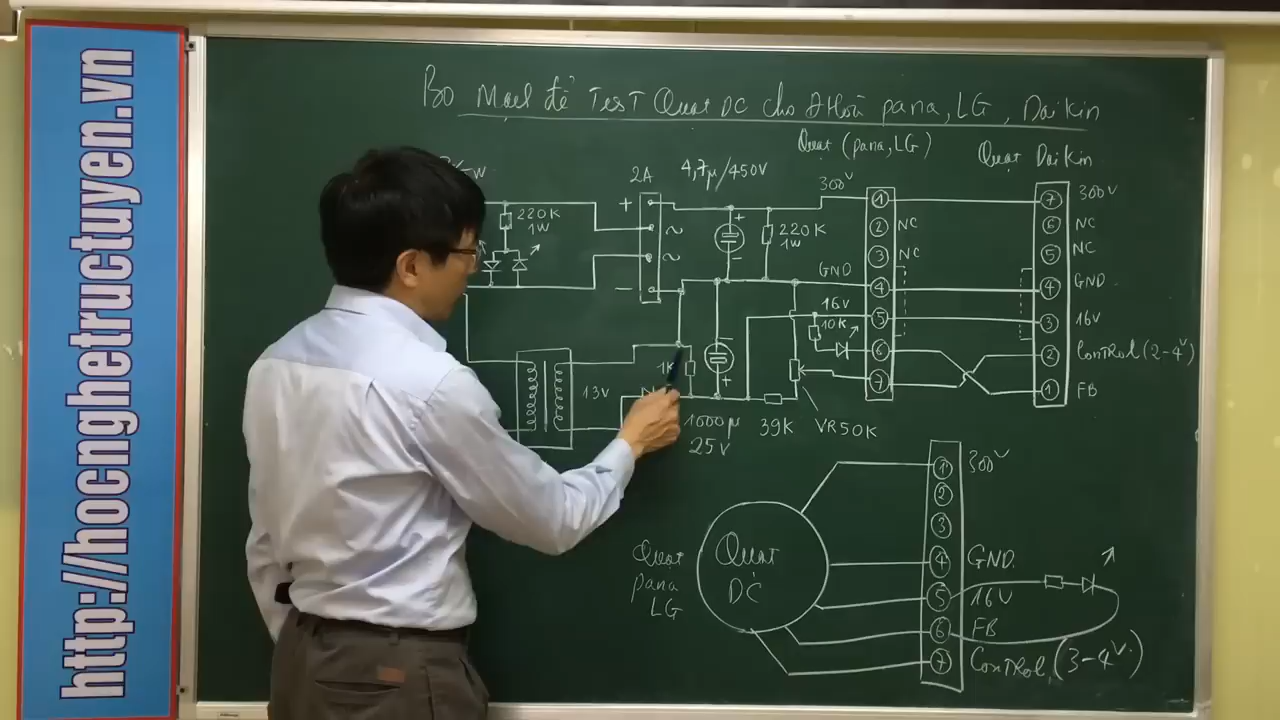 http://hocnghetructuyen.vn
Bo Mạch để Test Quạt DC cho ĐHoà pana, LG, Daikin
Quạt (pana, LG)
Quạt Daikin
2A
4,7µ/450V
300V
300V
220K
1W
+
~
~
−
+
−
220K
1W
1
2
3
4
5
6
7
NC
NC
GND
16V
10K
7
6
5
4
3
2
1
NC
NC
GND
16V
Control (2-4V)
FB
13V
1K
−
+
1000µ
25V
39K
VR50K
Quạt
pana
LG
Quạt
DC
1
2
3
4
5
6
7
300V
GND
16V
FB
Control (3-4V)